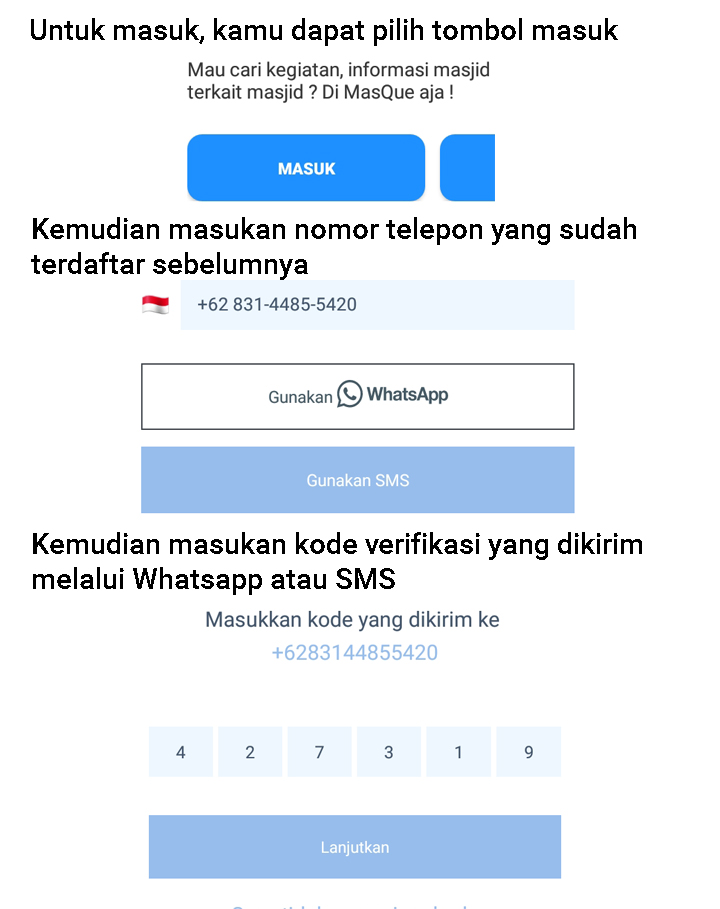 Untuk masuk, kamu dapat pilih tombol masuk
Mau cari kegiatan, informasi masjid
terkait masjid ? Di MasQue aja !
MASUK
Kemudian masukan nomor telepon yang sudah
terdaftar sebelumnya
+62 831-4485-5420
Gunakan WhatsApp
Gunakan SMS
Kemudian masukan kode verifikasi yang dikirim
melalui Whatsapp atau SMS
Masukkan kode yang dikirim ke
+6283144855420
4 2 7 3 1 9
Lanjutkan